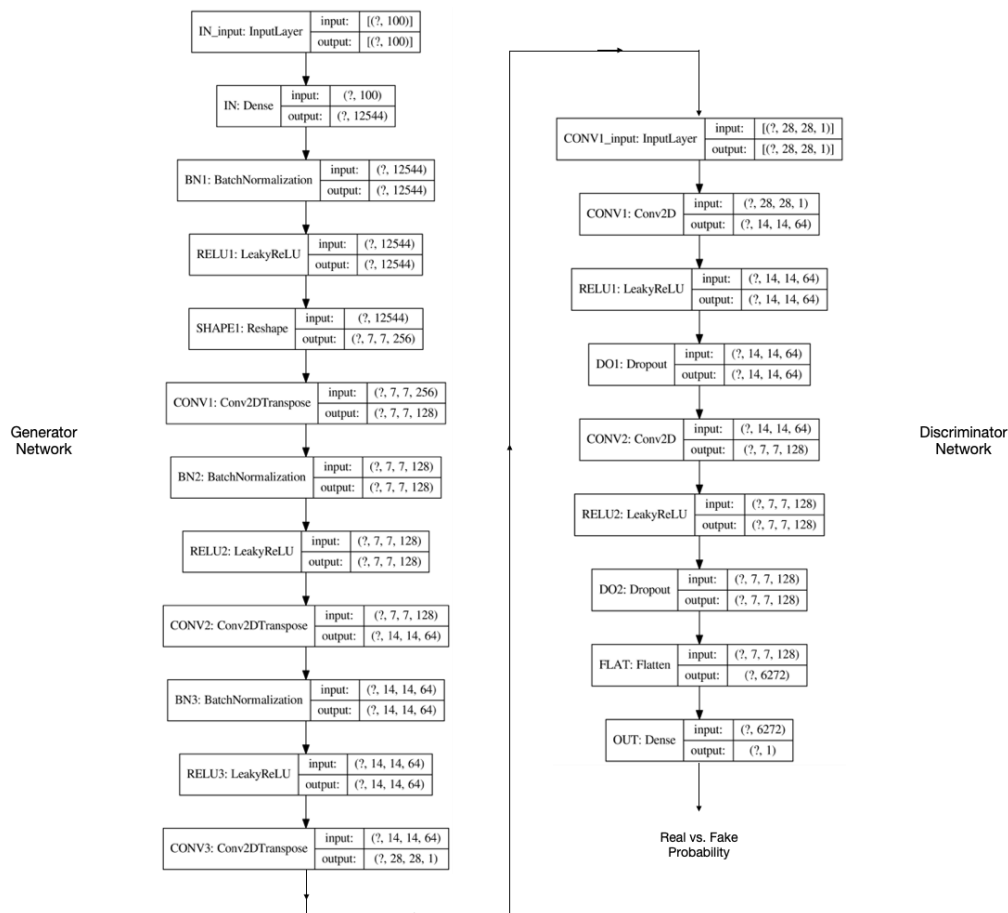 IN_input: InputLayer
input:
[(?, 100)]
output:
[(?, 100)]
IN: Dense
input:
(?, 100)
output:
(?, 12544)
BN1: BatchNormalization
input:
(?, 12544)
output:
(?, 12544)
RELU1: LeakyReLU
input:
(?, 12544)
output:
(?, 12544)
SHAPE1: Reshape
input:
(?, 12544)
output:
(?, 7, 7, 256)
CONV1: Conv2DTranspose
input:
(?, 7, 7, 256)
output:
(?, 7, 7, 128)
Generator
Network
BN2: BatchNormalization
input:
(?, 7, 7, 128)
output:
(?, 7, 7, 128)
RELU2: LeakyReLU
input:
(?, 7, 7, 128)
output:
(?, 7, 7, 128)
CONV2: Conv2DTranspose
input:
(?, 7, 7, 128)
output:
(?, 14, 14, 64)
BN3: BatchNormalization
input:
(?, 14, 14, 64)
output:
(?, 14, 14, 64)
RELU3: LeakyReLU
input:
(?, 14, 14, 64)
output:
(?, 14, 14, 64)
CONV3: Conv2DTranspose
input:
(?, 14, 14, 64)
output:
(?, 28, 28, 1)
CONV1_input: InputLayer
input:
[(?, 28, 28, 1)]
output:
[(?, 28, 28, 1)]
CONV1: Conv2D
input:
(?, 28, 28, 1)
output:
(?, 14, 14, 64)
RELU1: LeakyReLU
input:
(?, 14, 14, 64)
output:
(?, 14, 14, 64)
DO1: Dropout
input:
(?, 14, 14, 64)
output:
(?, 14, 14, 64)
CONV2: Conv2D
input:
(?, 14, 14, 64)
output:
(?, 7, 7, 128)
Discriminator
Network
RELU2: LeakyReLU
input:
(?, 7, 7, 128)
output:
(?, 7, 7, 128)
DO2: Dropout
input:
(?, 7, 7, 128)
output:
(?, 7, 7, 128)
FLAT: Flatten
input:
(?, 7, 7, 128)
output:
(?, 6272)
OUT: Dense
input:
(?, 6272)
output:
(?, 1)
Real vs. Fake
Probability